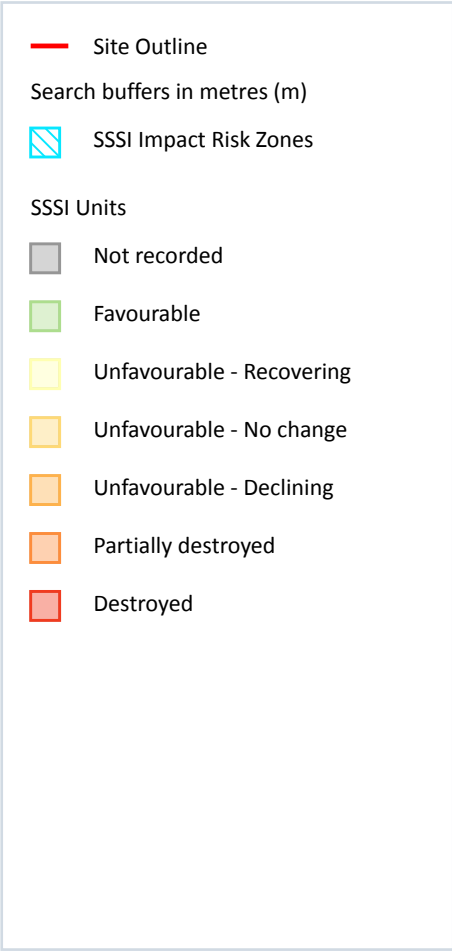 Site Outline
Search buffers in metres (m)
SSSI Impact Risk Zones
SSSI Units
Not recorded
Favourable
Unfavourable - Recovering
Unfavourable - No change
Unfavourable - Declining
Partially destroyed
Destroyed